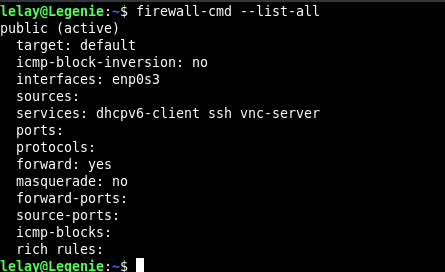 lelay@Legenie:~$ firewall-cmd --list-all
public (active)
  target: default
  icmp-block-inversion: no
  interfaces: enp0s3
  sources:
  services: dhcpv6-client ssh vnc-server
  ports:
  protocols:
  forward: yes
  masquerade: no
  forward-ports:
  source-ports:
  icmp-blocks:
  rich rules:
lelay@Legenie:~$